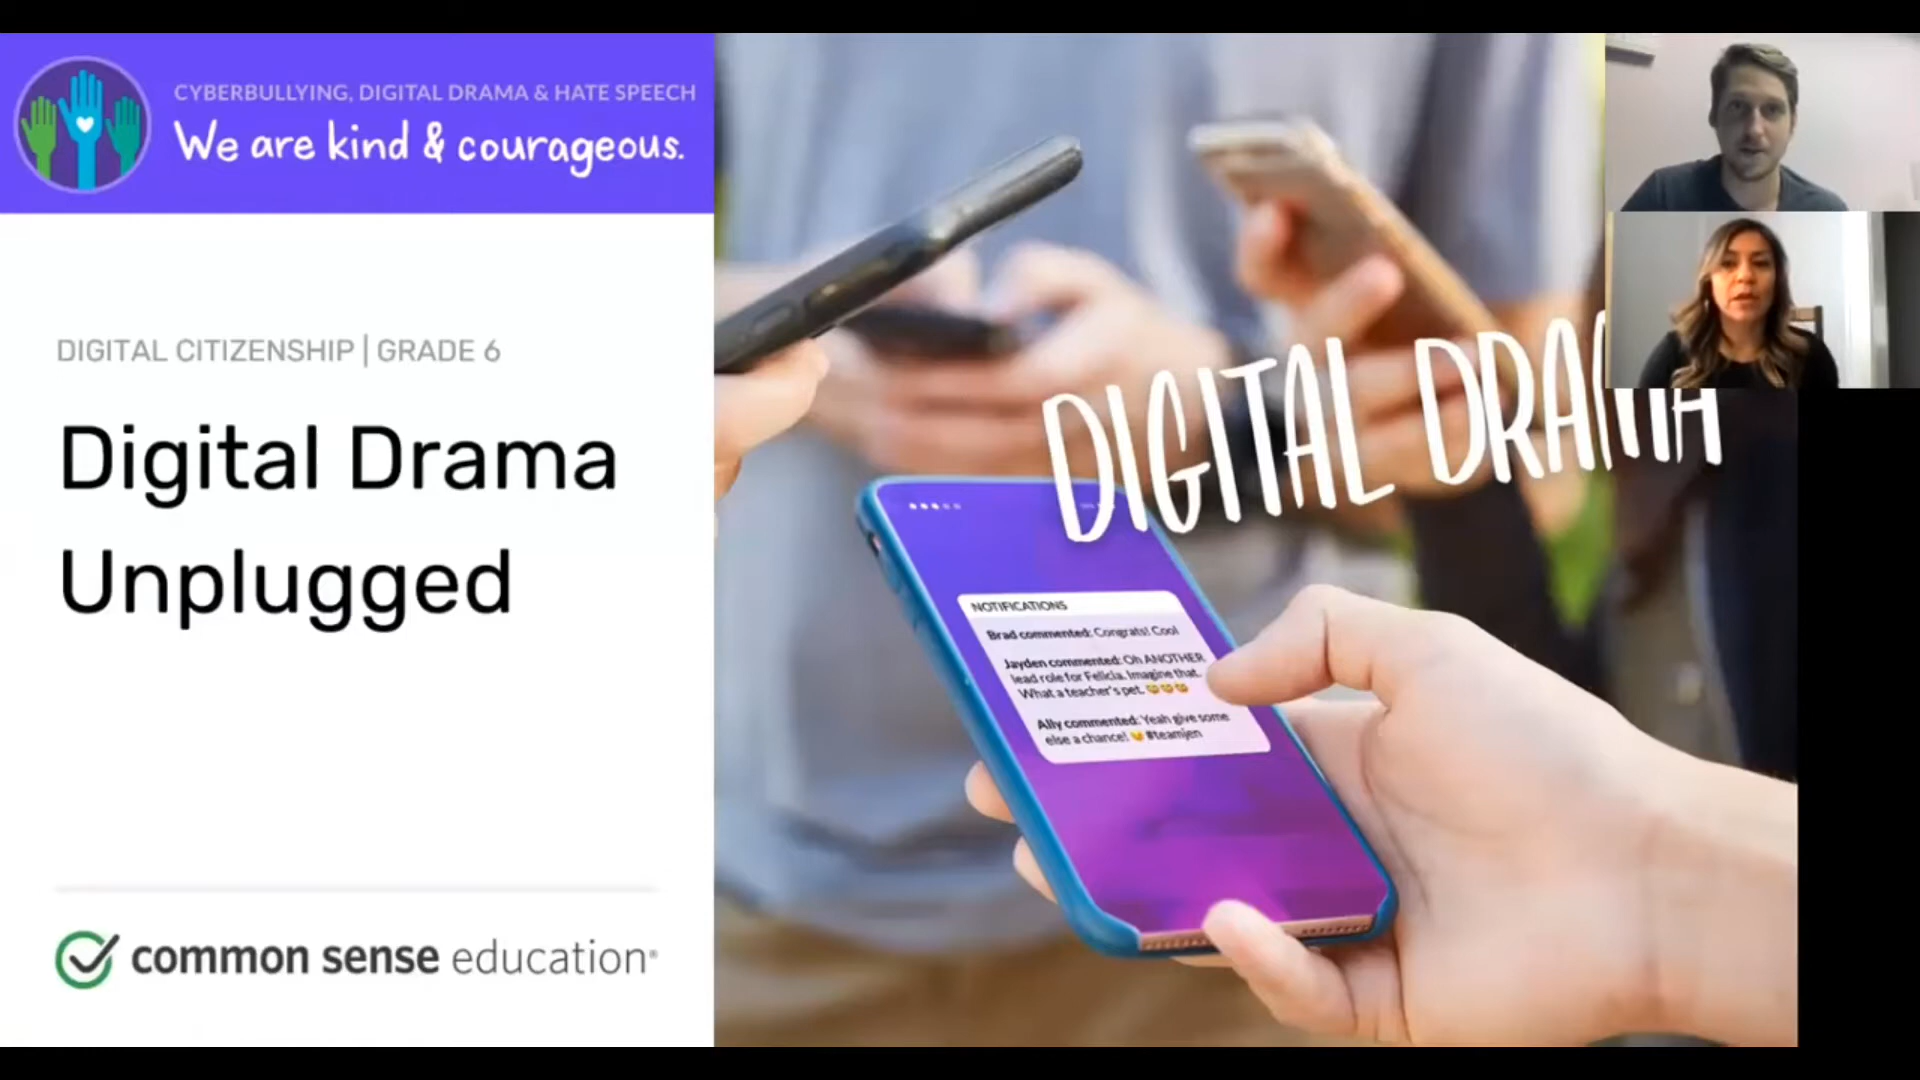 CYBERBULLYING, DIGITAL DRAMA & HATE SPEECH
We are kind & courageous.
DIGITAL CITIZENSHIP | GRADE 6
Digital Drama
Unplugged
common sense education®
DIGITAL DRAMA
NOTIFICATIONS
Brad commented: Congrats! Cool
Jayden commented: Oh ANOTHER
lead role for Felicia. Imagine that.
What a teacher's pet. 😂😂😂
Ally commented: Yeah give some
else a chance! 😉 #teamjen